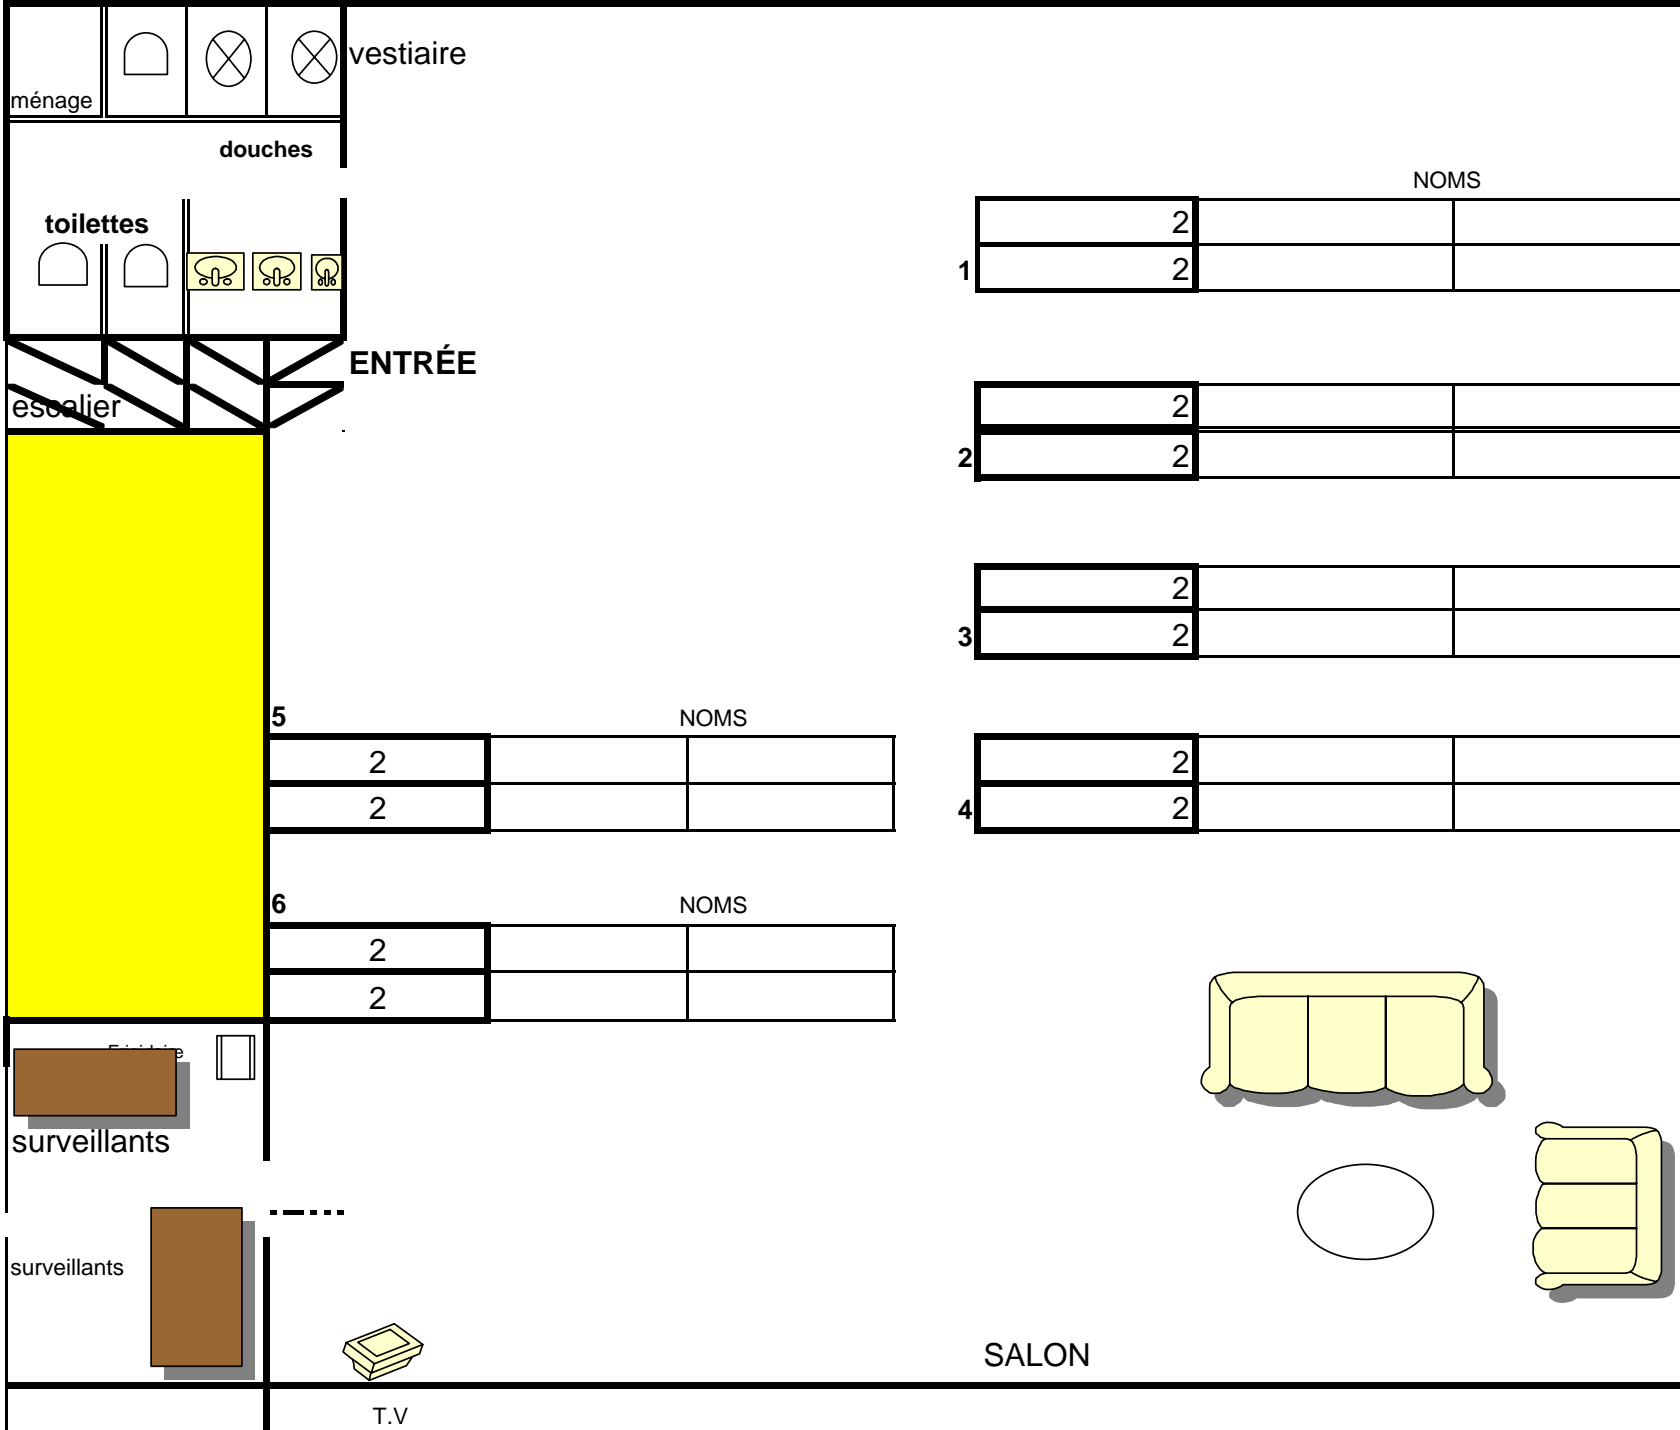 vestiaire
ménage
douches
NOMS
toilettes
2
1 2
ENTRÉE
escalier
2
2 2
2
3 2
5 NOMS
2 2
2 4 2
6 NOMS
2
2
surveillants
surveillants
SALON
T.V